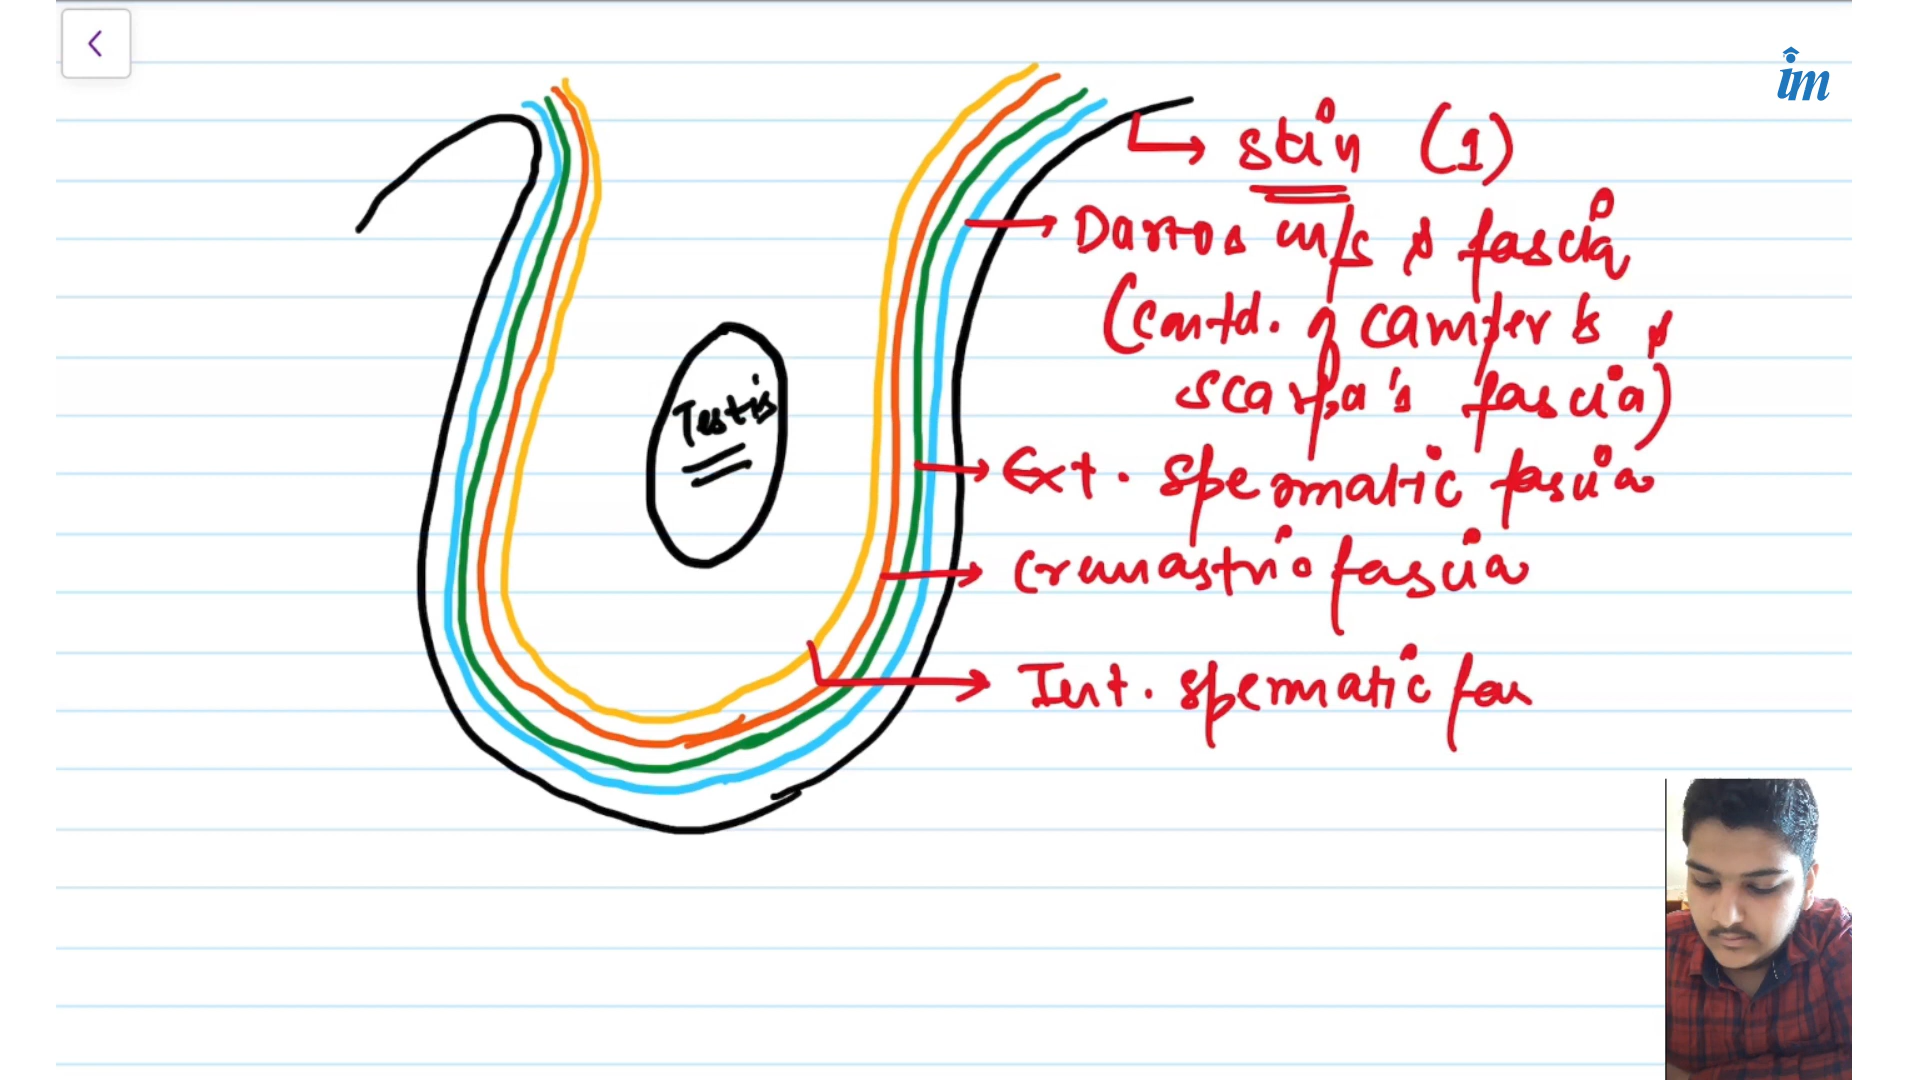 im
skin (1)
Dartos m/s & fascia
(contd. of camper's &
scarpa's fascia)
Testis
Ext. spermatic fascia
cremastric fascia
Int. spermatic fas